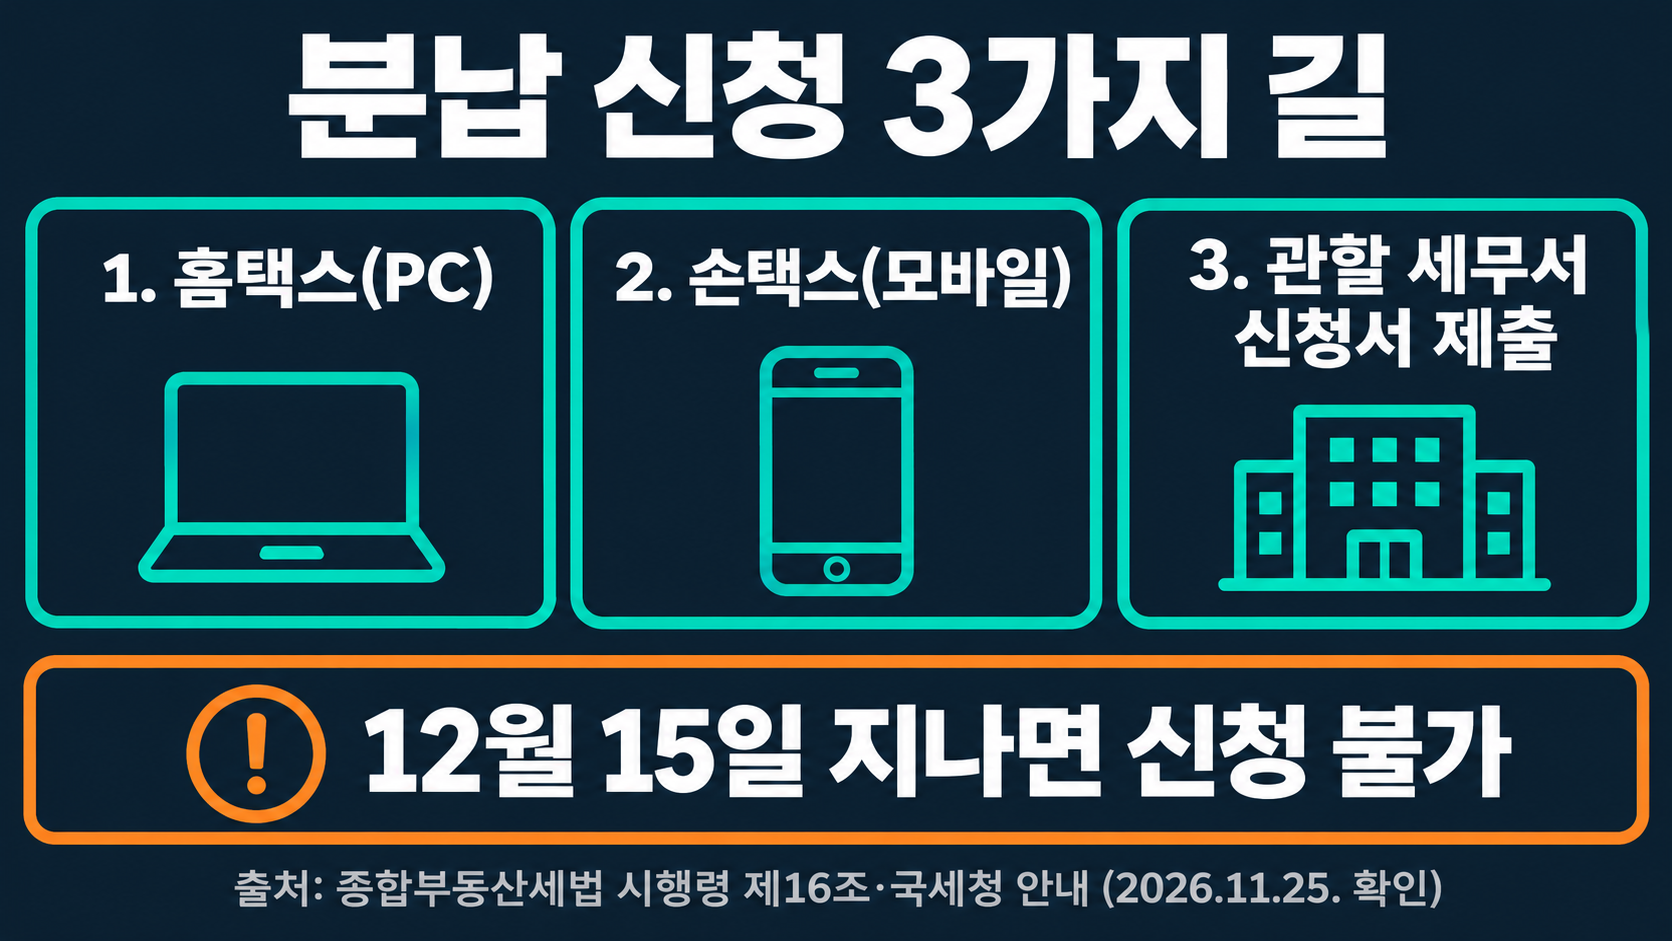 분납 신청 3가지 길
1. 홈택스(PC)
2. 손택스(모바일)
3. 관할 세무서
신청서 제출
12월 15일 지나면 신청 불가
출처: 종합부동산세법 시행령 제16조·국세청 안내 (2026.11.25. 확인)